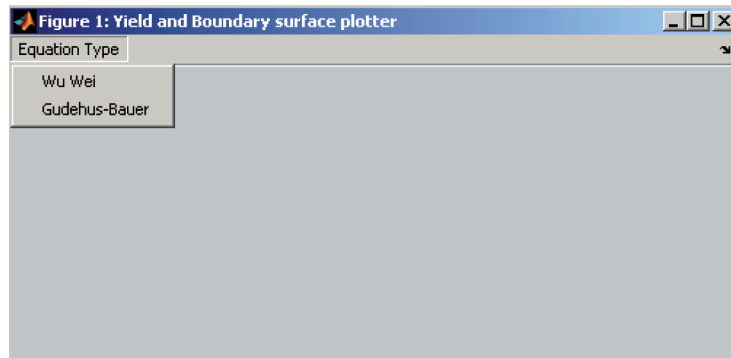 Figure 1: Yield and Boundary surface plotter
Equation Type
Wu Wei
Gudehus-Bauer